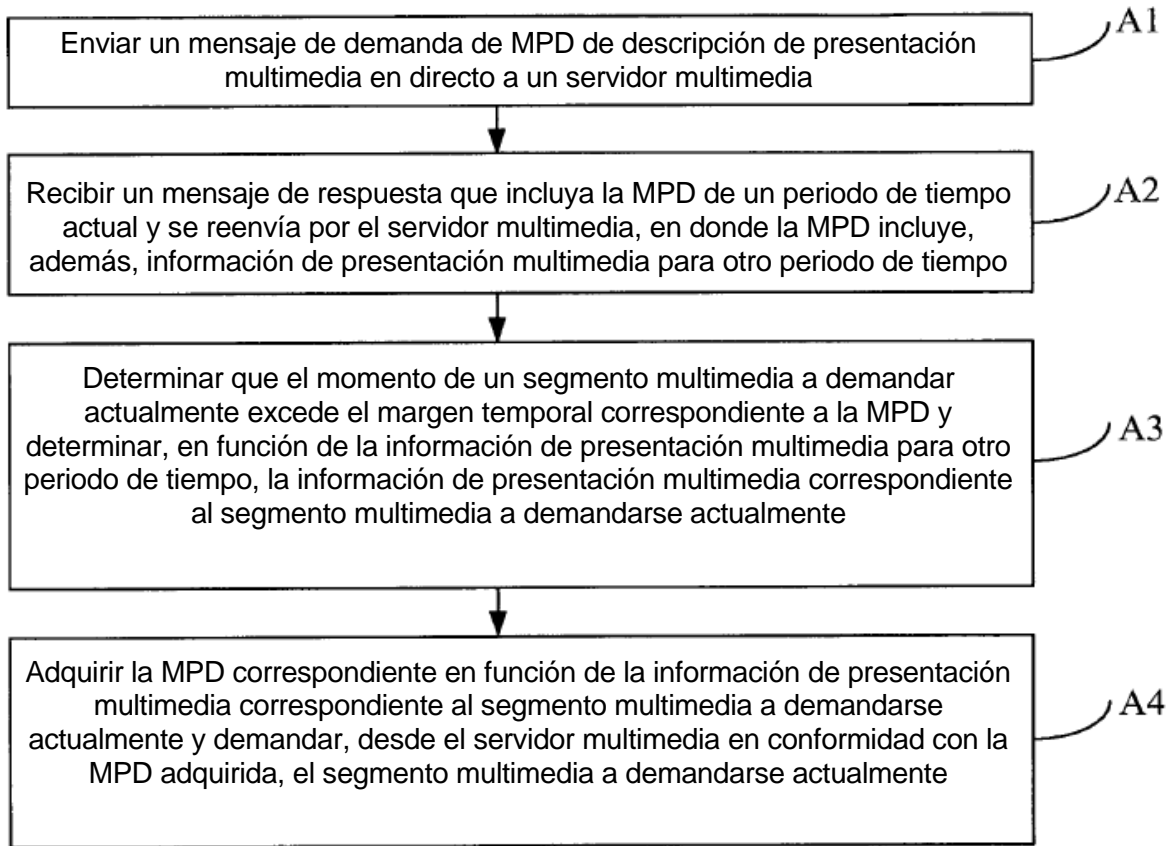 Enviar un mensaje de demanda de MPD de descripción de presentación
multimedia en directo a un servidor multimedia
A1
Recibir un mensaje de respuesta que incluya la MPD de un periodo de tiempo
actual y se reenvía por el servidor multimedia, en donde la MPD incluye,
además, información de presentación multimedia para otro periodo de tiempo
A2
Determinar que el momento de un segmento multimedia a demandar
actualmente excede el margen temporal correspondiente a la MPD y
determinar, en función de la información de presentación multimedia para otro
periodo de tiempo, la información de presentación multimedia correspondiente
al segmento multimedia a demandarse actualmente
A3
Adquirir la MPD correspondiente en función de la información de presentación
multimedia correspondiente al segmento multimedia a demandarse
actualmente y demandar, desde el servidor multimedia en conformidad con la
MPD adquirida, el segmento multimedia a demandarse actualmente
A4